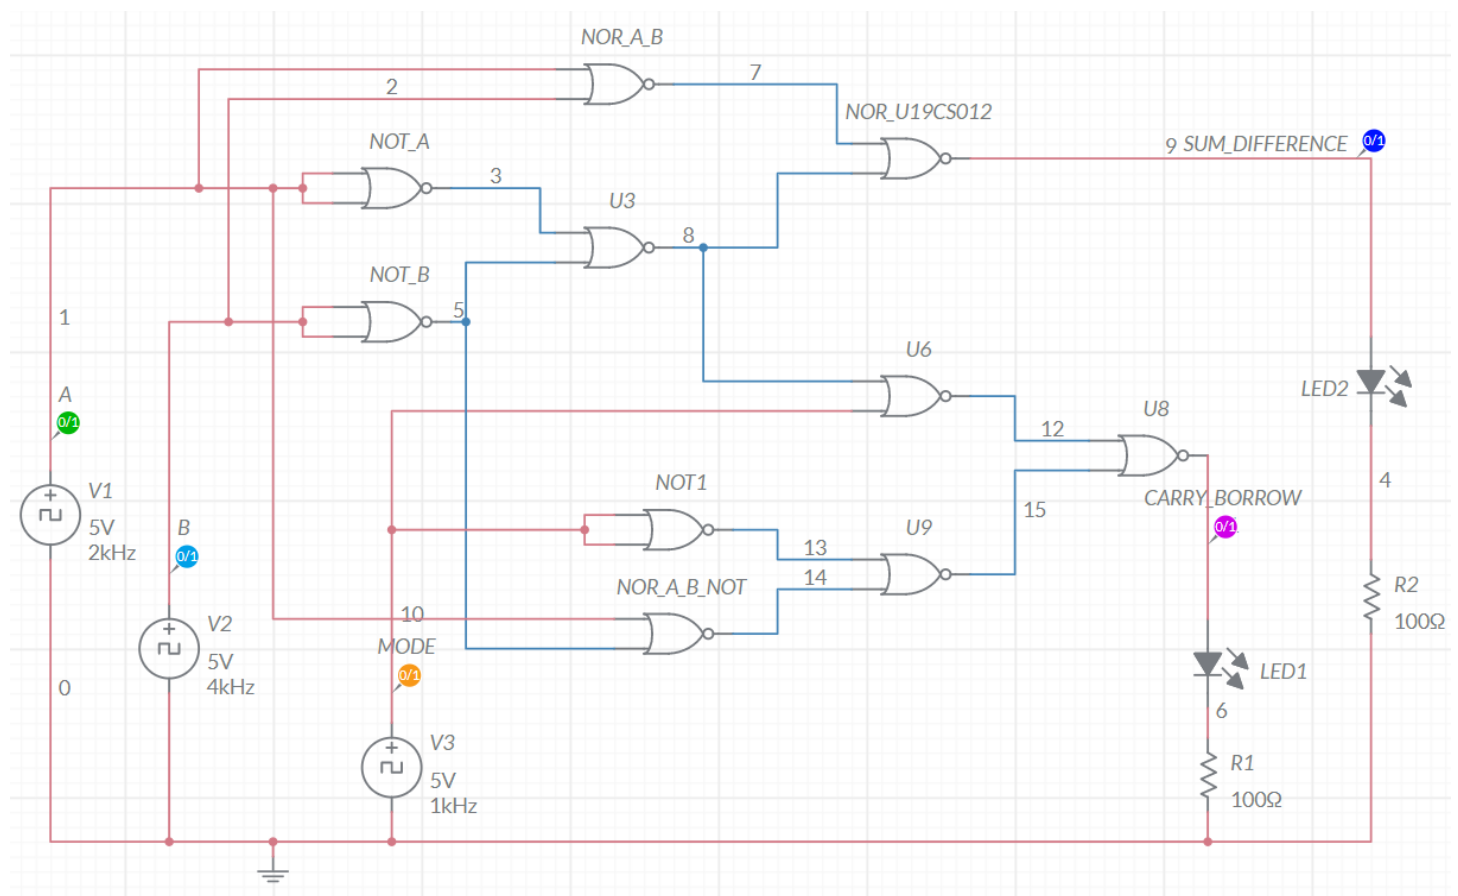 NOR_A_B
2
7
NOR_U19CS012
NOT_A
9 SUM_DIFFERENCE
0/1
3
U3
8
NOT_B
5
1
U6
A
0/1
LED2
U8
12
V1
5V
2kHz
NOT1
4
CARRY_BORROW
0/1
15
B
0/1
U9
13
14
NOR_A_B_NOT
R2
100Ω
10
V2
5V
4kHz
MODE
0/1
0
LED1
6
V3
5V
1kHz
R1
100Ω